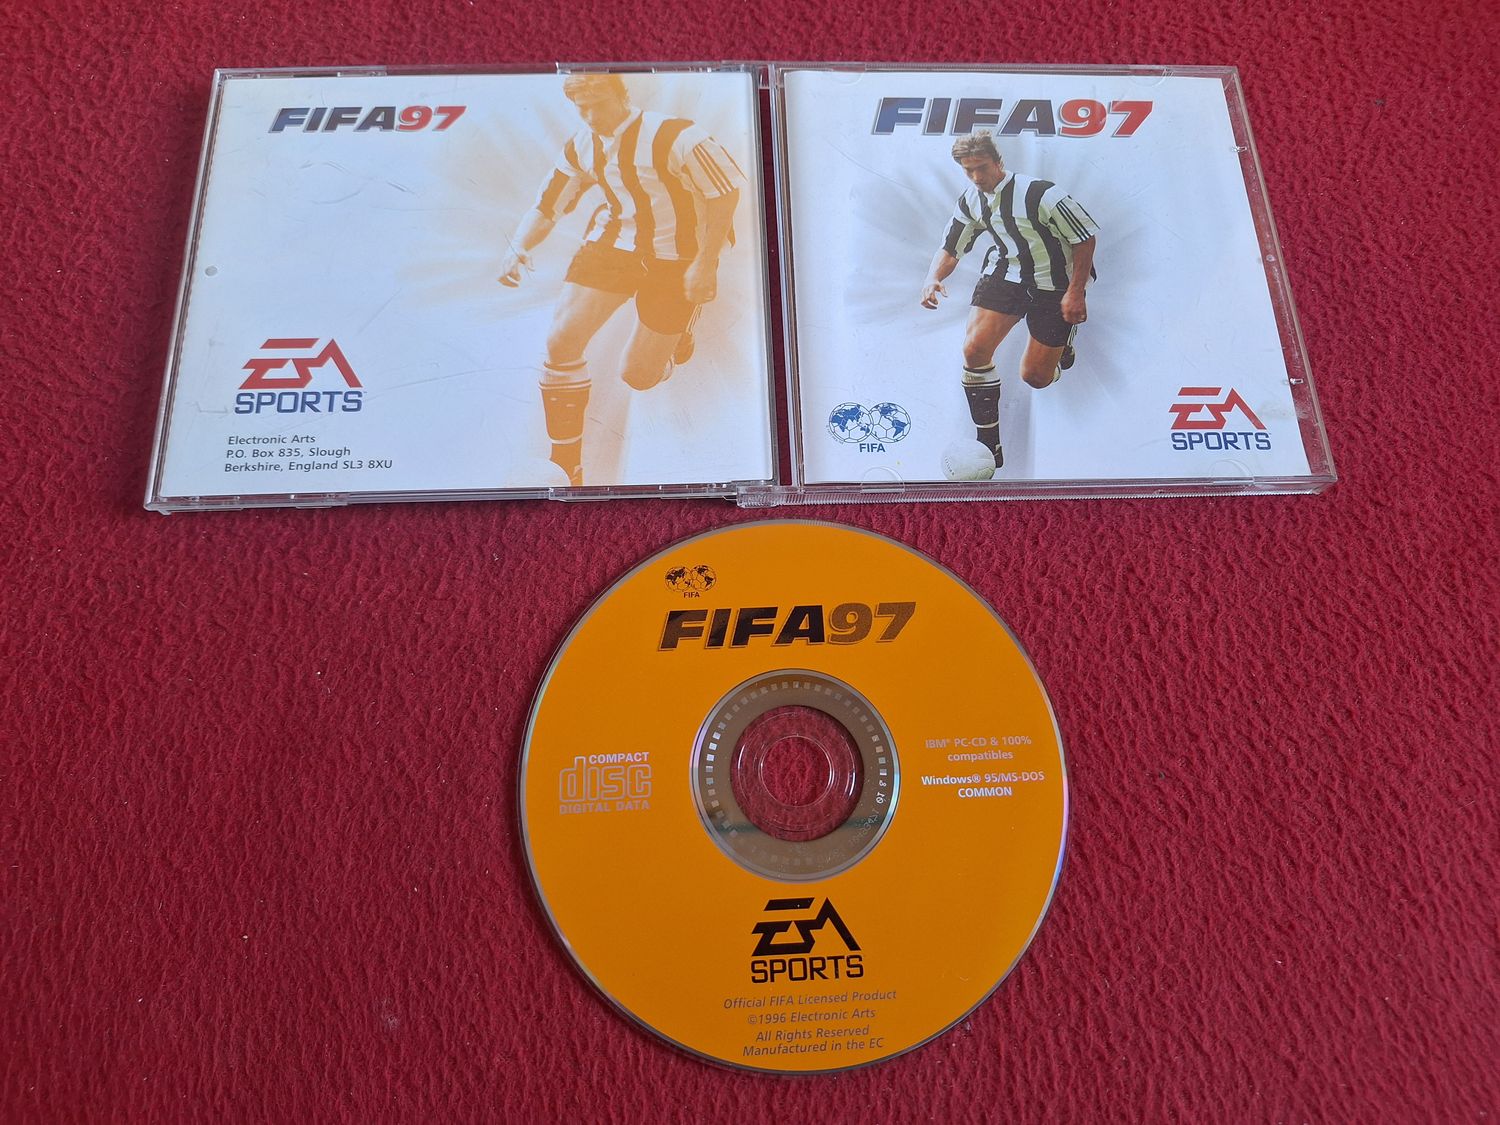 FIFA97
EA
SPORTS
Electronic Arts
P.O. Box 835, Slough
Berkshire, England SL3 8XU
FIFA97
FIFA
EA
SPORTS
FIFA
FIFA97
COMPACT
disc
DIGITAL DATA
IBM® PC-CD & 100%
compatibles
Windows® 95/MS-DOS
COMMON
EA
SPORTS
Official FIFA Licensed Product
©1996 Electronic Arts
All Rights Reserved
Manufactured in the EC